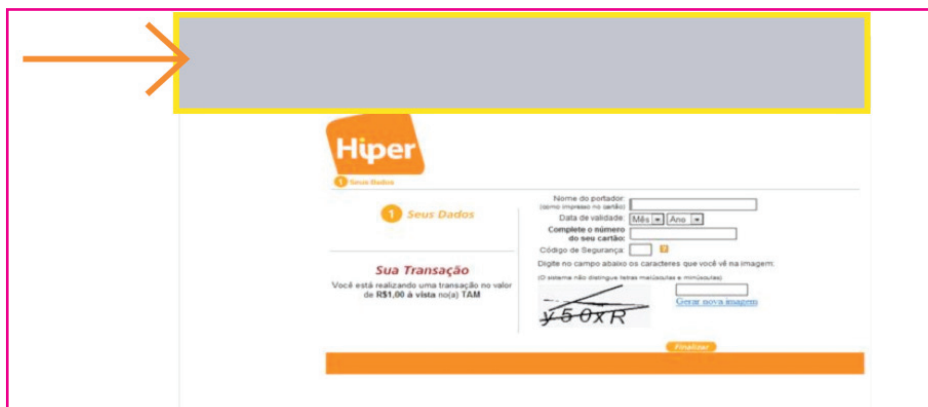 Hiper
1 Seus Dados
1 Seus Dados
Sua Transação
Você está realizando uma transação no valor
de R$1,00 à vista no(a) TAM
Nome do portador:
(como impresso no cartão)
Data de validade: Mês Ano
Complete o número
do seu cartão:
Código de Segurança: ?
Digite no campo abaixo os caracteres que você vê na imagem:
(O sistema não distingue letras maiúsculas e minúsculas)
y50xR
Gerar nova imagem
Finalizar